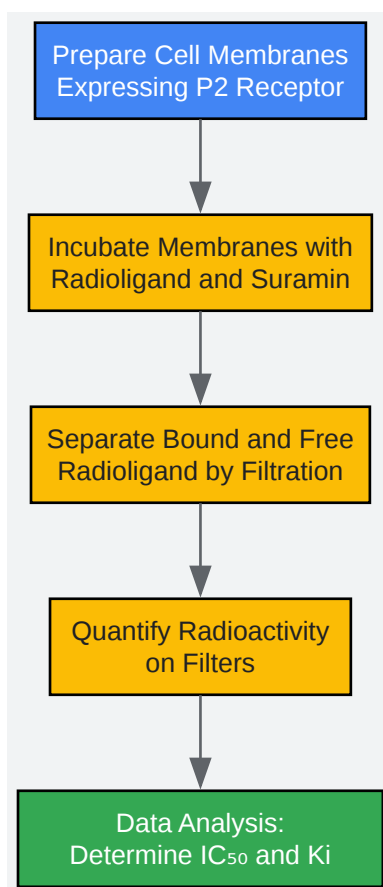 Prepare Cell Membranes
Expressing P2 Receptor
Incubate Membranes with
Radioligand and Suramin
Separate Bound and Free
Radioligand by Filtration
Quantify Radioactivity
on Filters
Data Analysis:
Determine IC₅₀ and Ki